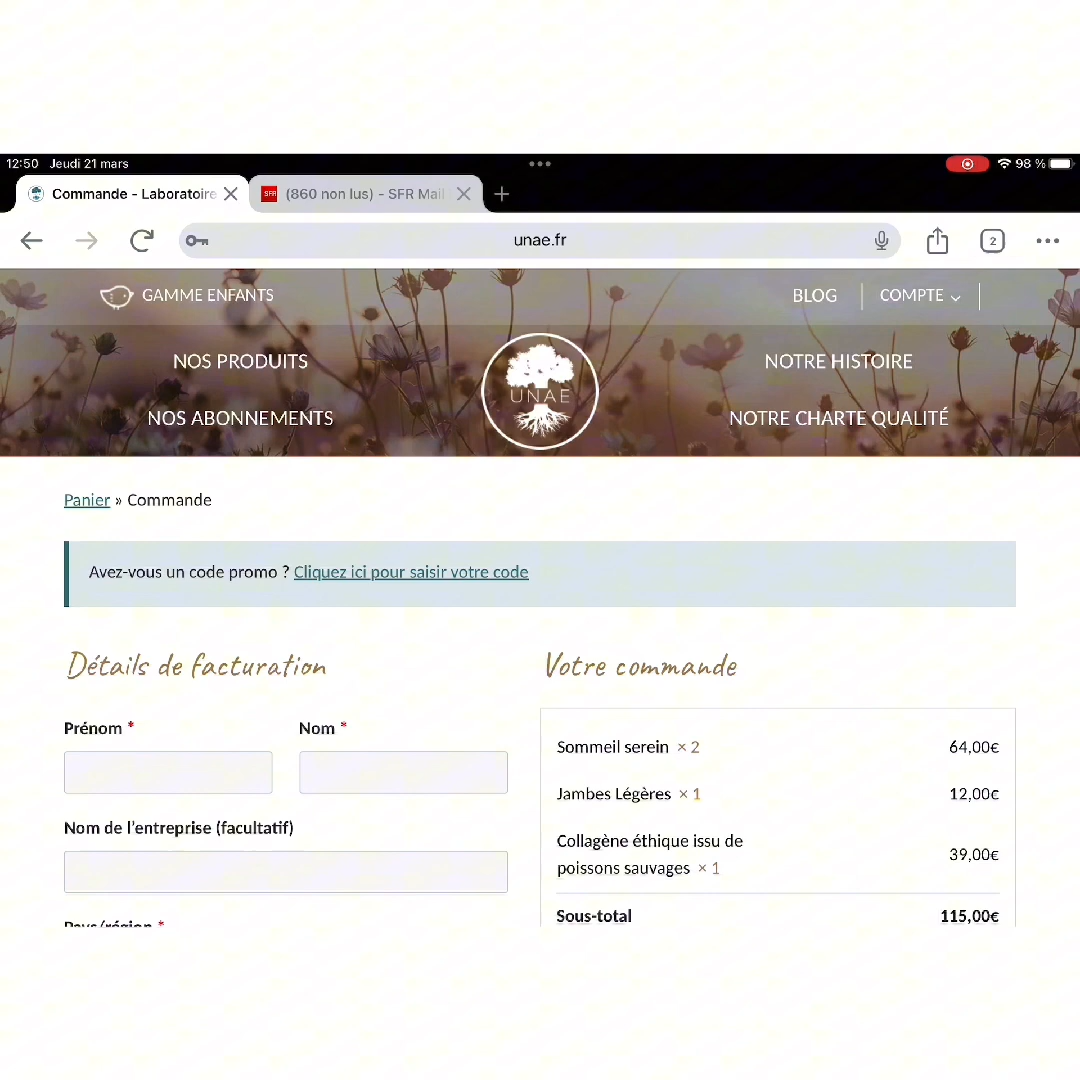 12:50 Jeudi 21 mars
98 %
Commande - Laboratoire
SFR
(860 non lus) - SFR Mail
unae.fr
2
GAMME ENFANTS
BLOG
COMPTE
NOS PRODUITS
NOTRE HISTOIRE
UNAE
NOS ABONNEMENTS
NOTRE CHARTE QUALITÉ
Panier » Commande
Avez-vous un code promo ? Cliquez ici pour saisir votre code
Détails de facturation
Prénom *
Nom *
Nom de l'entreprise (facultatif)
Pays/région *
Votre commande
Sommeil serein × 2 64,00€
Jambes Légères × 1 12,00€
Collagène éthique issu de
poissons sauvages × 1 39,00€
Sous-total 115,00€